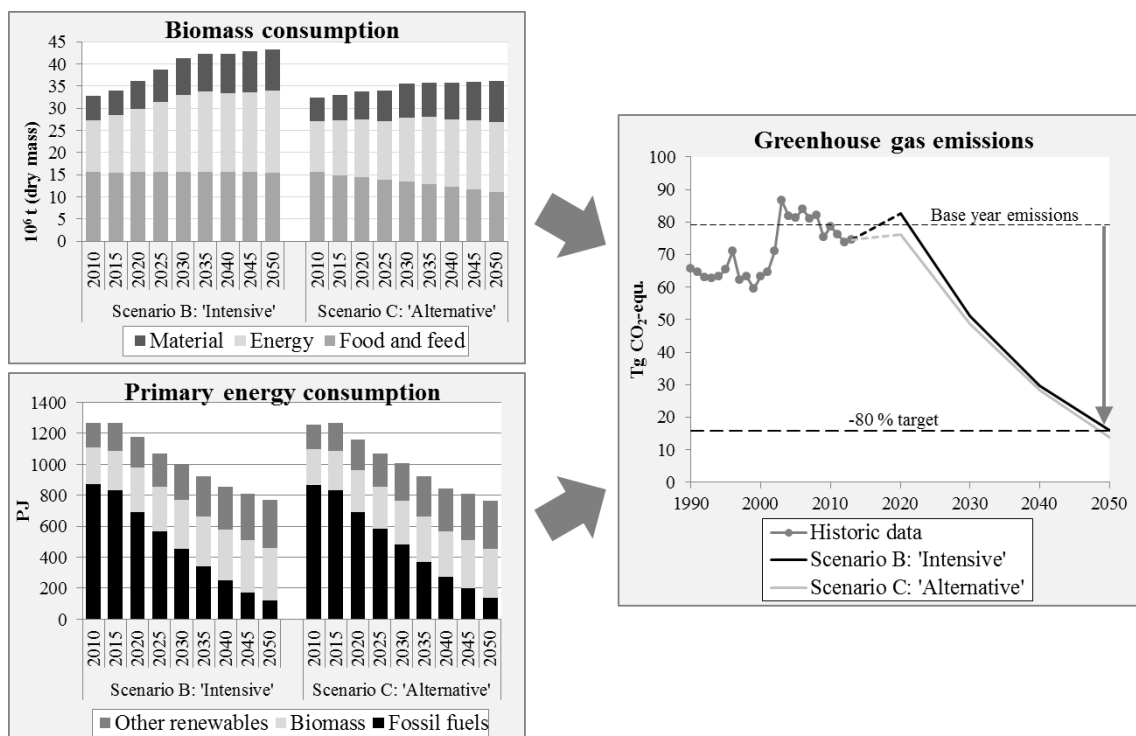 Biomass consumption
10⁶ t (dry mass)
45
40
35
30
25
20
15
10
5
0
2010 2015 2020 2025 2030 2035 2040 2045 2050 2010 2015 2020 2025 2030 2035 2040 2045 2050
Scenario B: 'Intensive' Scenario C: 'Alternative'
Material Energy Food and feed
Primary energy consumption
PJ
1400
1200
1000
800
600
400
200
0
2010 2015 2020 2025 2030 2035 2040 2045 2050 2010 2015 2020 2025 2030 2035 2040 2045 2050
Scenario B: 'Intensive' Scenario C: 'Alternative'
Other renewables Biomass Fossil fuels
Greenhouse gas emissions
Tg CO₂-equ.
100
90
80
70
60
50
40
30
20
10
0
Base year emissions
-80 % target
1990 2000 2010 2020 2030 2040 2050
Historic data
Scenario B: 'Intensive'
Scenario C: 'Alternative'